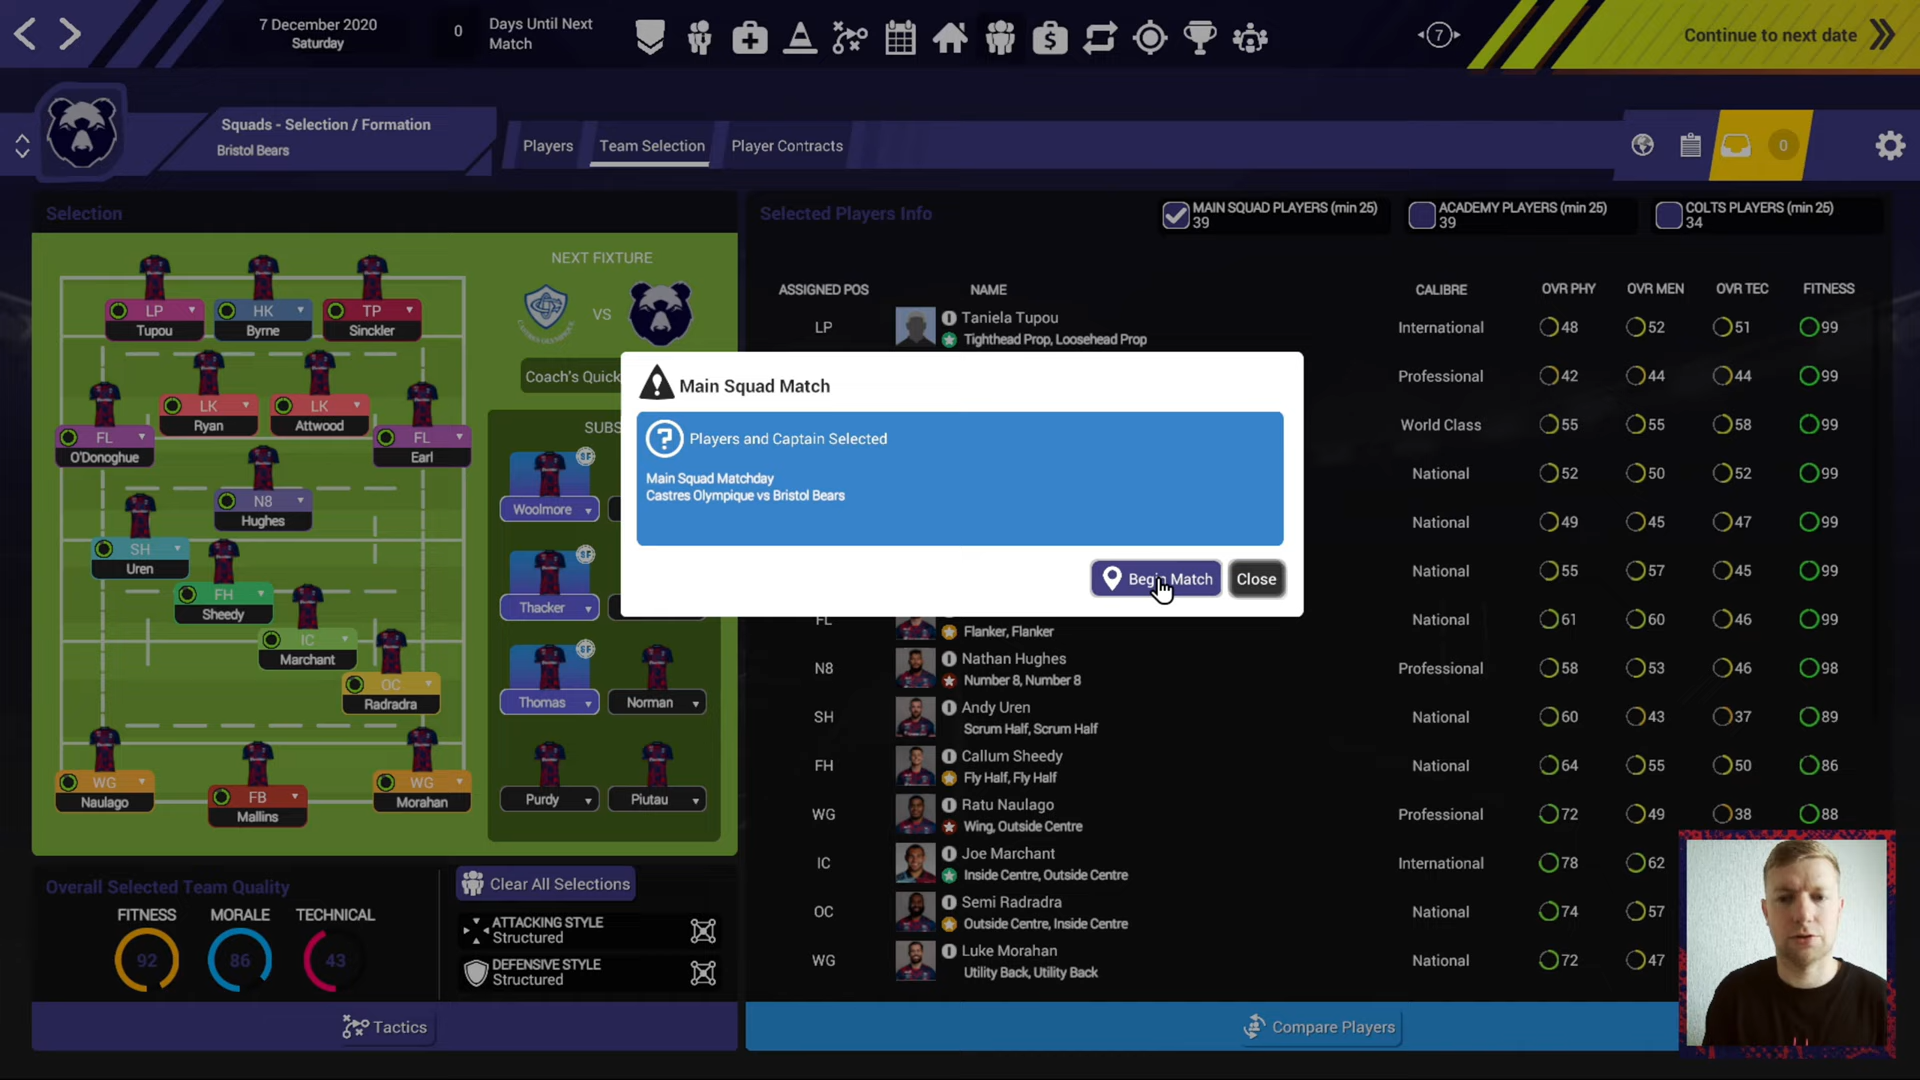 7 December 2020
Saturday
0
Days Until Next
Match
7
Continue to next date
Squads - Selection / Formation
Bristol Bears
Players
Team Selection
Player Contracts
0
Selection
NEXT FIXTURE
VS
Coach's Quick
SUBS
LP
Tupou
HK
Byrne
TP
Sinckler
LK
Ryan
LK
Attwood
FL
O'Donoghue
FL
Earl
N8
Hughes
SH
Uren
FH
Sheedy
IC
Marchant
OC
Radradra
WG
Naulago
FB
Mallins
WG
Morahan
Woolmore
Thacker
Thomas
Norman
Purdy
Piutau
Overall Selected Team Quality
FITNESS
MORALE
TECHNICAL
92
86
43
Clear All Selections
ATTACKING STYLE
Structured
DEFENSIVE STYLE
Structured
Tactics
Selected Players Info
MAIN SQUAD PLAYERS (min 25)
39
ACADEMY PLAYERS (min 25)
39
COLTS PLAYERS (min 25)
34
ASSIGNED POS NAME CALIBRE OVR PHY OVR MEN OVR TEC FITNESS
LP Taniela Tupou International 48 52 51 99
Tighthead Prop, Loosehead Prop
Professional 42 44 44 99
World Class 55 55 58 99
National 52 50 52 99
National 49 45 47 99
National 55 57 45 99
FL National 61 60 46 99
Flanker, Flanker
N8 Nathan Hughes Professional 58 53 46 98
Number 8, Number 8
SH Andy Uren National 60 43 37 89
Scrum Half, Scrum Half
FH Callum Sheedy National 64 55 50 86
Fly Half, Fly Half
WG Ratu Naulago Professional 72 49 38 88
Wing, Outside Centre
IC Joe Marchant International 78 62
Inside Centre, Outside Centre
OC Semi Radradra National 74 57
Outside Centre, Inside Centre
WG Luke Morahan National 72 47
Utility Back, Utility Back
Compare Players
Main Squad Match
Players and Captain Selected
Main Squad Matchday
Castres Olympique vs Bristol Bears
Begin Match
Close